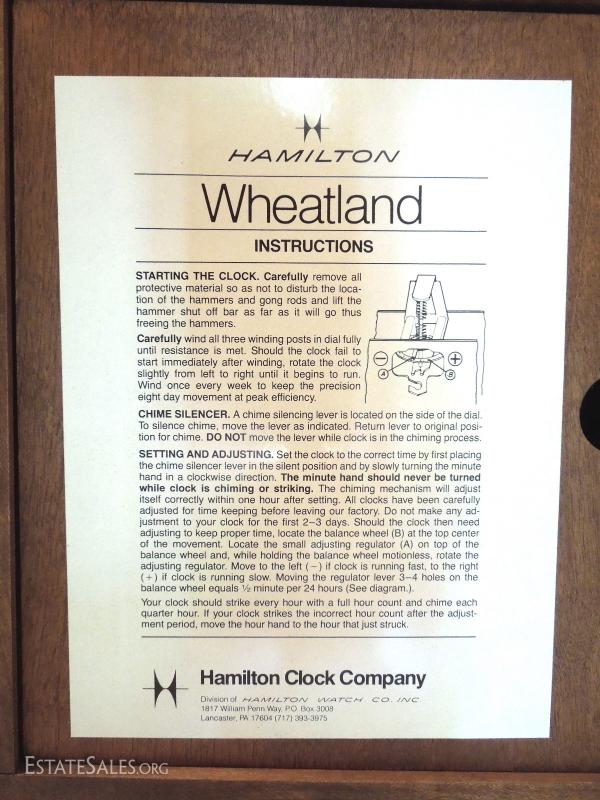 HAMILTON
Wheatland
INSTRUCTIONS
STARTING THE CLOCK. Carefully remove all
protective material so as not to disturb the loca-
tion of the hammers and gong rods and lift the
hammer shut off bar as far as it will go thus
freeing the hammers.
Carefully wind all three winding posts in dial fully
until resistance is met. Should the clock fail to
start immediately after winding, rotate the clock
slightly from left to right until it begins to run.
Wind once every week to keep the precision
eight day movement at peak efficiency.
− +
A B
CHIME SILENCER. A chime silencing lever is located on the side of the dial.
To silence chime, move the lever as indicated. Return lever to original posi-
tion for chime. DO NOT move the lever while clock is in the chiming process.
SETTING AND ADJUSTING. Set the clock to the correct time by first placing
the chime silencer lever in the silent position and by slowly turning the minute
hand in a clockwise direction. The minute hand should never be turned
while clock is chiming or striking. The chiming mechanism will adjust
itself correctly within one hour after setting. All clocks have been carefully
adjusted for time keeping before leaving our factory. Do not make any ad-
justment to your clock for the first 2–3 days. Should the clock then need
adjusting to keep proper time, locate the balance wheel (B) at the top center
of the movement. Locate the small adjusting regulator (A) on top of the
balance wheel and, while holding the balance wheel motionless, rotate the
adjusting regulator. Move to the left (−) if clock is running fast, to the right
(+) if clock is running slow. Moving the regulator lever 3–4 holes on the
balance wheel equals ½ minute per 24 hours (See diagram.).
Your clock should strike every hour with a full hour count and chime each
quarter hour. If your clock strikes the incorrect hour count after the adjust-
ment period, move the hour hand to the hour that just struck.
Hamilton Clock Company
Division of HAMILTON WATCH CO. INC.
1817 William Penn Way, P.O. Box 3008
Lancaster, PA 17604 (717) 393-3975
ESTATESALES.ORG